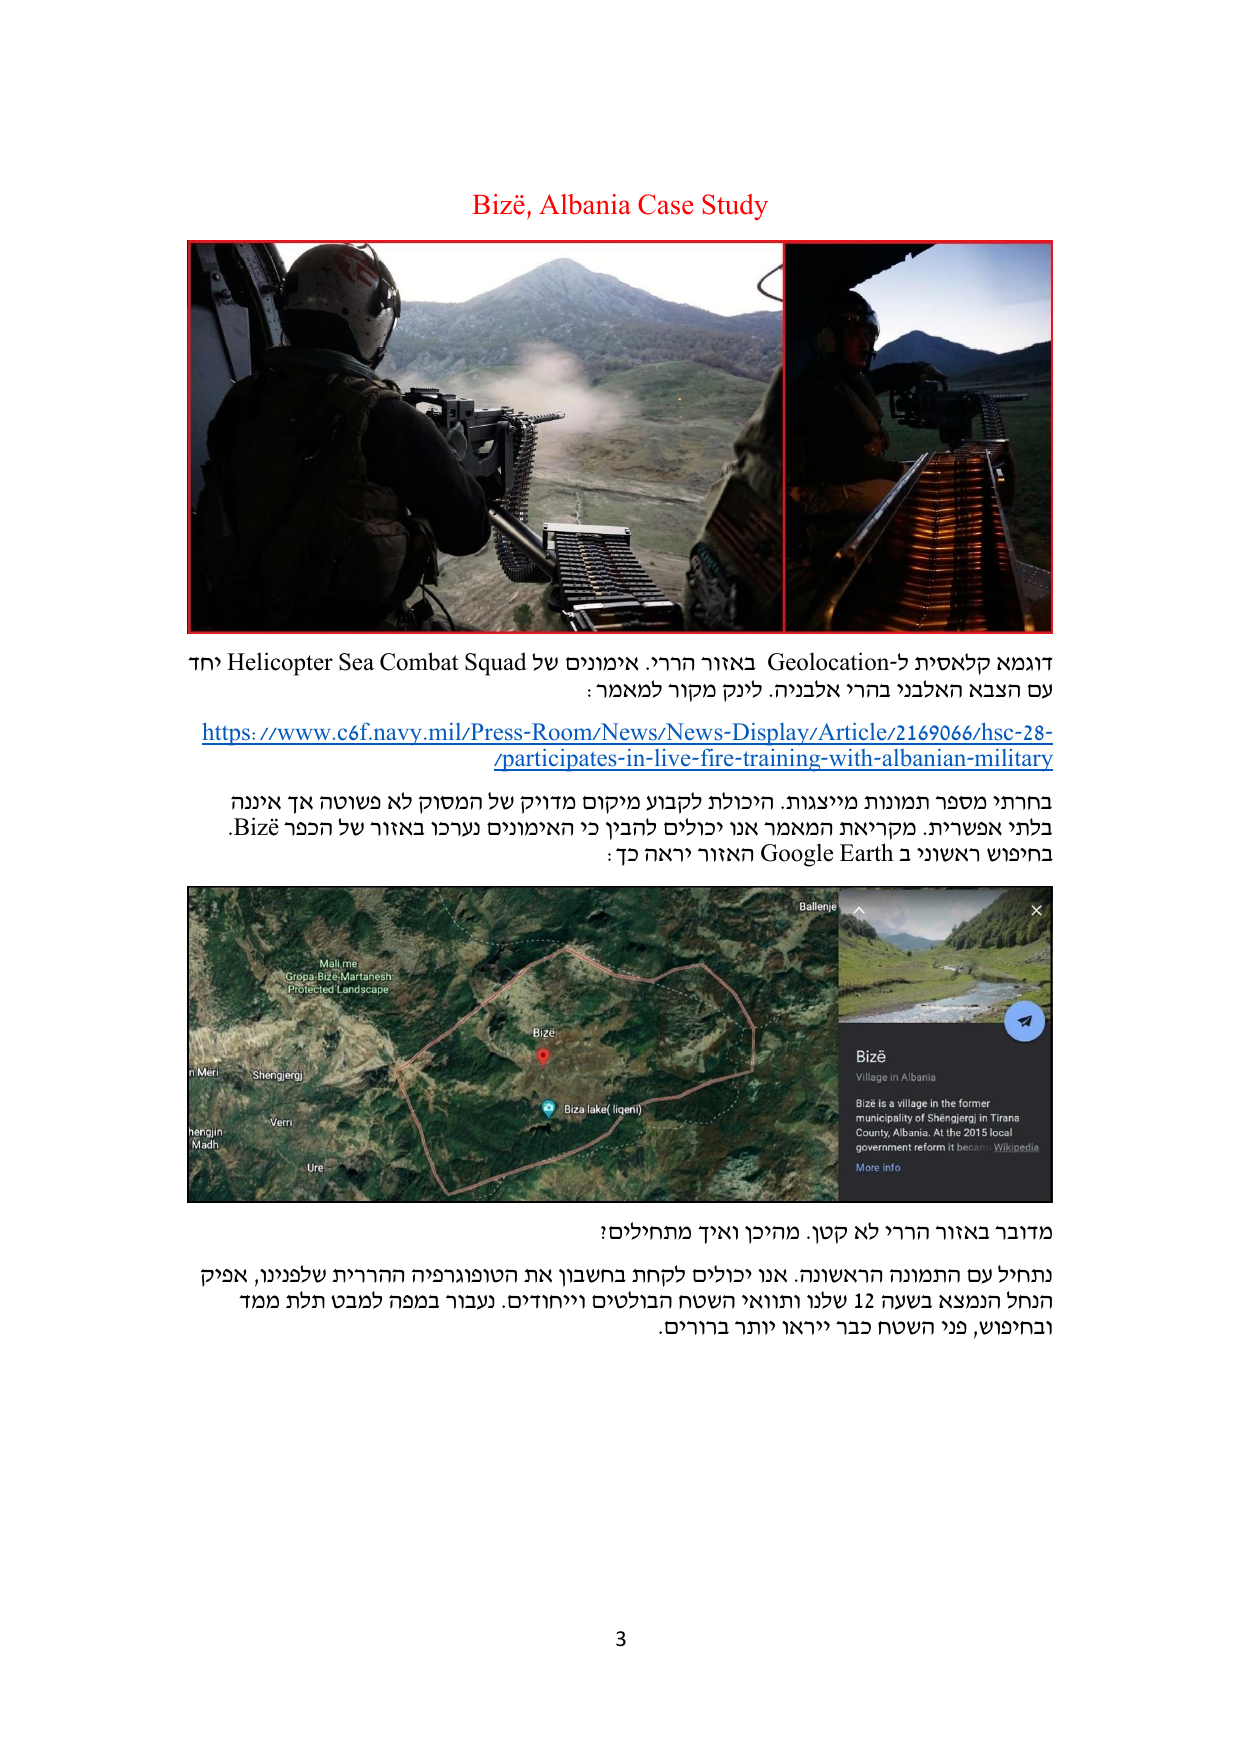 Bizë, Albania Case Study
דוגמא קלאסית ל-Geolocation באזור הררי. אימונים של Helicopter Sea Combat Squad יחד
עם הצבא האלבני בהרי אלבניה. לינק מקור למאמר:
https://www.c6f.navy.mil/Press-Room/News/News-Display/Article/2169066/hsc-28-
participates-in-live-fire-training-with-albanian-military/
בחרתי מספר תמונות מייצגות. היכולת לקבוע מיקום מדויק של המסוק לא פשוטה אך איננה
בלתי אפשרית. מקריאת המאמר אנו יכולים להבין כי האימונים נערכו באזור של הכפר Bizë.
בחיפוש ראשוני ב Google Earth האזור יראה כך:
Ballenjë
Mali me
Gropa-Bizë-Martanesh
Protected Landscape
Bizë
n Mëri
Shëngjergj
Biza lake( liqeni)
Verri
hengjin
Madh
Ure
Bizë
Village in Albania
Bizë is a village in the former
municipality of Shëngjergj in Tirana
County, Albania. At the 2015 local
government reform it becam Wikipedia
More info
מדובר באזור הררי לא קטן. מהיכן ואיך מתחילים?
נתחיל עם התמונה הראשונה. אנו יכולים לקחת בחשבון את הטופוגרפיה ההררית שלפנינו, אפיק
הנחל הנמצא בשעה 12 שלנו ותוואי השטח הבולטים וייחודים. נעבור במפה למבט תלת ממד
ובחיפוש, פני השטח כבר ייראו יותר ברורים.
3